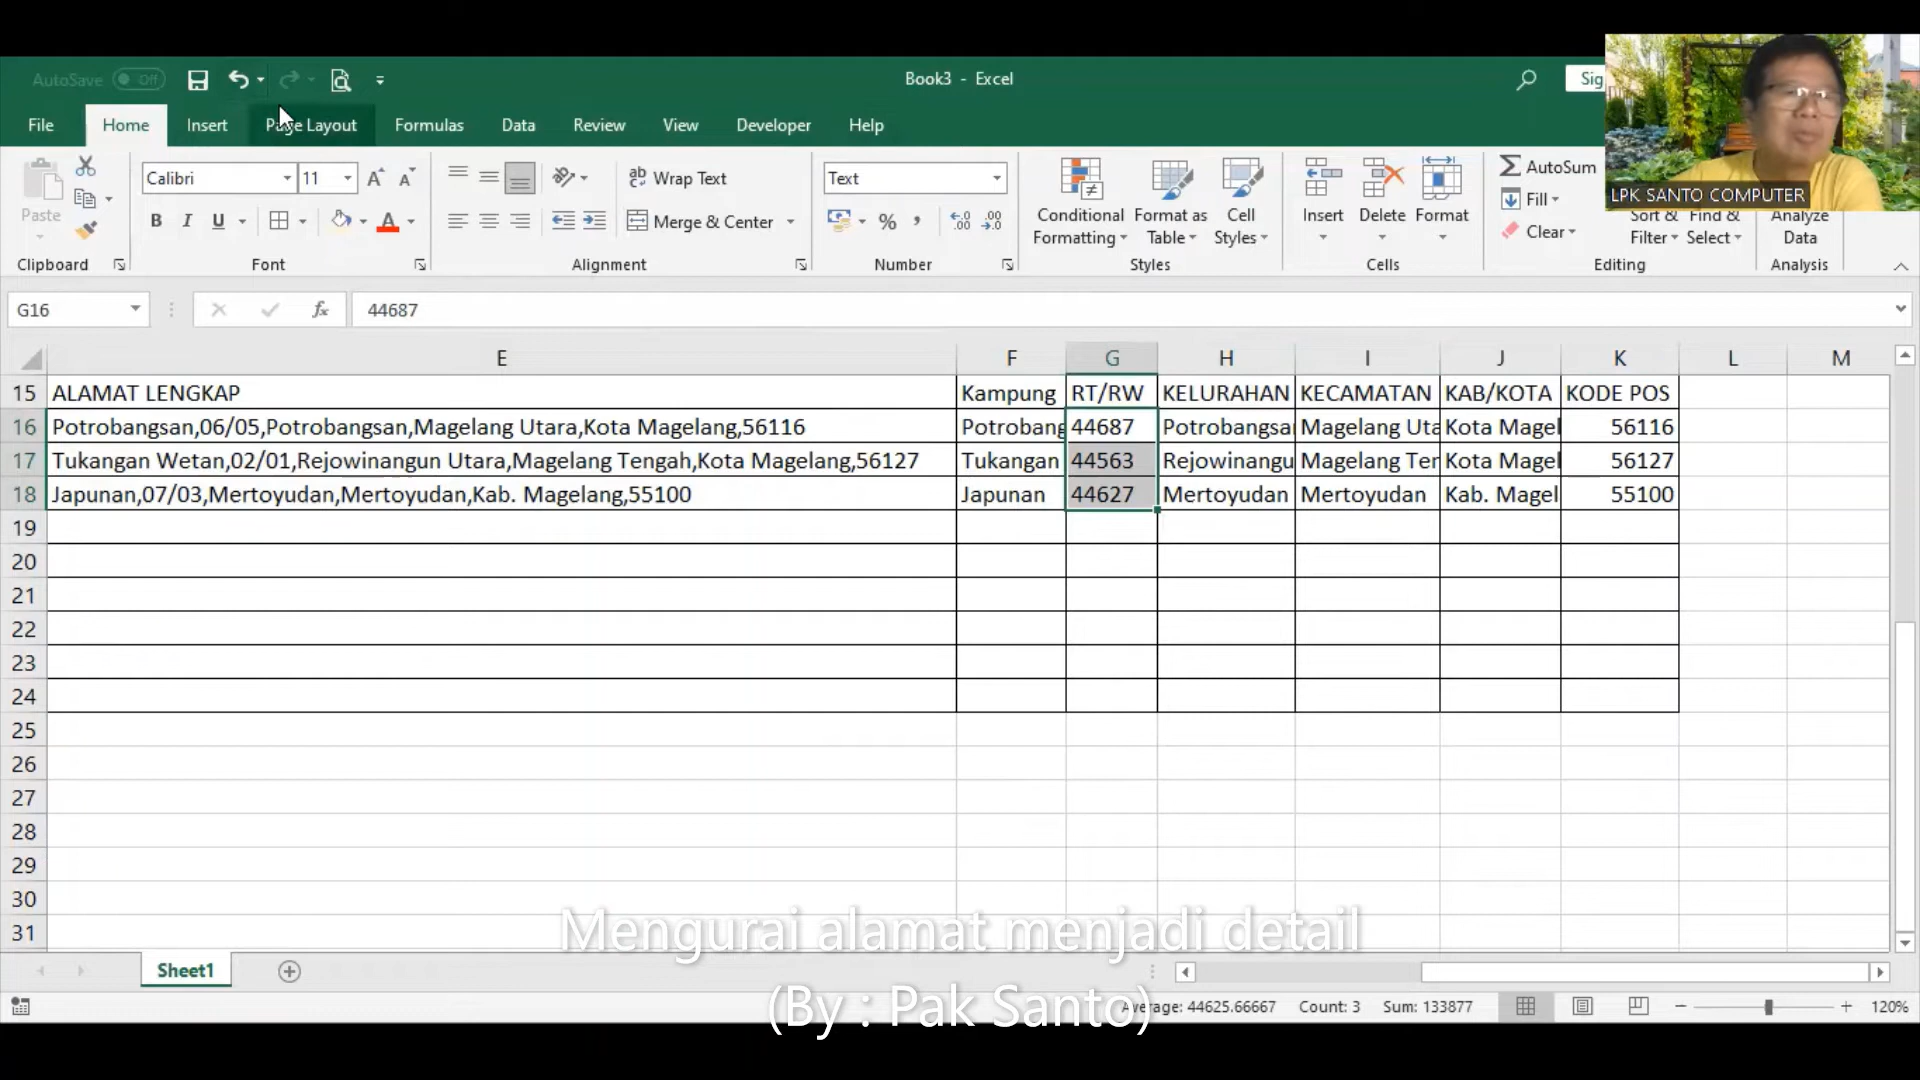 AutoSave Off
Book3 - Excel
Sig
File Home Insert Page Layout Formulas Data Review View Developer Help
LPK SANTO COMPUTER
Paste
Calibri 11
Wrap Text
Merge & Center
Text
Conditional Formatting
Format as Table
Cell Styles
Insert
Delete
Format
AutoSum
Fill
Clear
Sort & Filter
Find & Select
Analyze Data
Clipboard Font Alignment Number Styles Cells Editing Analysis
G16 fx 44687
E F G H I J K L M
15 ALAMAT LENGKAP Kampung RT/RW KELURAHAN KECAMATAN KAB/KOTA KODE POS
16 Potrobangsan,06/05,Potrobangsan,Magelang Utara,Kota Magelang,56116 Potrobang 44687 Potrobangsa Magelang Uta Kota Magel 56116
17 Tukangan Wetan,02/01,Rejowinangun Utara,Magelang Tengah,Kota Magelang,56127 Tukangan 44563 Rejowinangu Magelang Ter Kota Magel 56127
18 Japunan,07/03,Mertoyudan,Mertoyudan,Kab. Magelang,55100 Japunan 44627 Mertoyudan Mertoyudan Kab. Magel 55100
19
20
21
22
23
24
25
26
27
28
29
30
31
Mengurai alamat menjadi detail
Sheet1
(By : Pak Santo)
Average: 44625.66667 Count: 3 Sum: 133877 120%